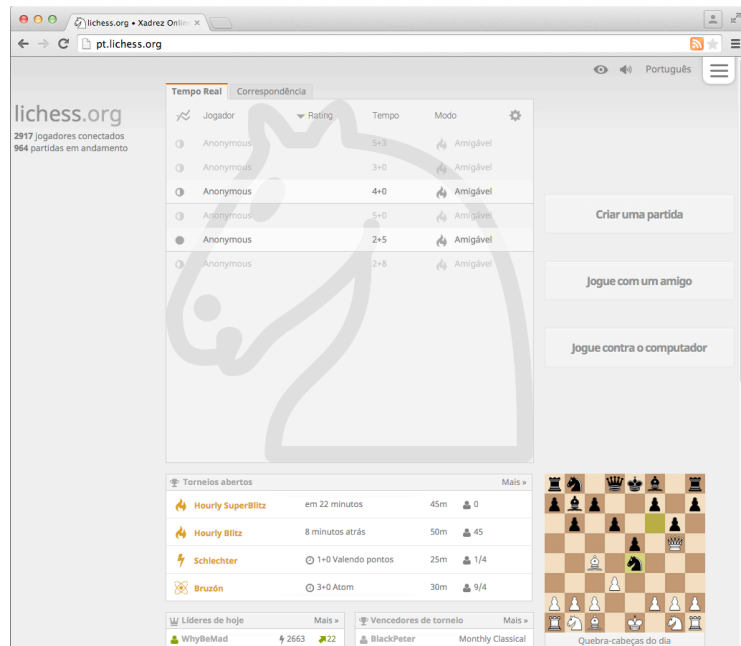 lichess.org • Xadrez Onlin
pt.lichess.org
Português
Tempo Real Correspondência
lichess.org
2917 jogadores conectados
964 partidas em andamento
Jogador Rating Tempo Modo
Anonymous 5+3 Amigável
Anonymous 3+0 Amigável
Anonymous 4+0 Amigável
Anonymous 5+0 Amigável
Anonymous 2+5 Amigável
Anonymous 2+8 Amigável
Criar uma partida
Jogue com um amigo
Jogue contra o computador
Torneios abertos Mais »
Hourly SuperBlitz em 22 minutos 45m 0
Hourly Blitz 8 minutos atrás 50m 45
Schlechter 1+0 Valendo pontos 25m 1/4
Bruzón 3+0 Atom 30m 9/4
Líderes de hoje Mais »
WhyBeMad 2663 22
Vencedores de torneio Mais »
BlackPeter Monthly Classical
Quebra-cabeças do dia